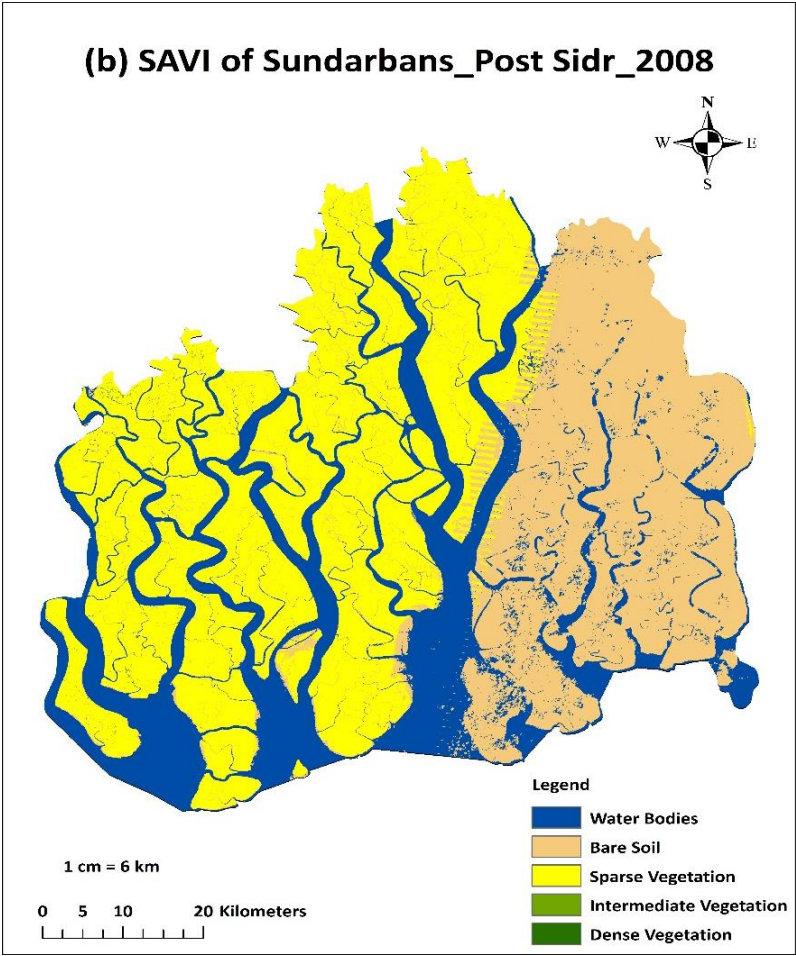 (b) SAVI of Sundarbans_Post Sidr_2008
N
W E
S
Legend
Water Bodies
Bare Soil
Sparse Vegetation
Intermediate Vegetation
Dense Vegetation
1 cm = 6 km
0 5 10 20 Kilometers